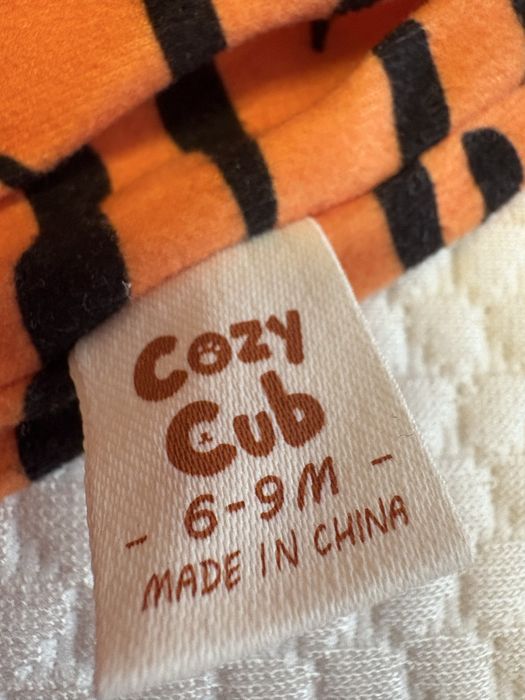 Cozy
Cub
- 6-9M -
MADE IN CHINA